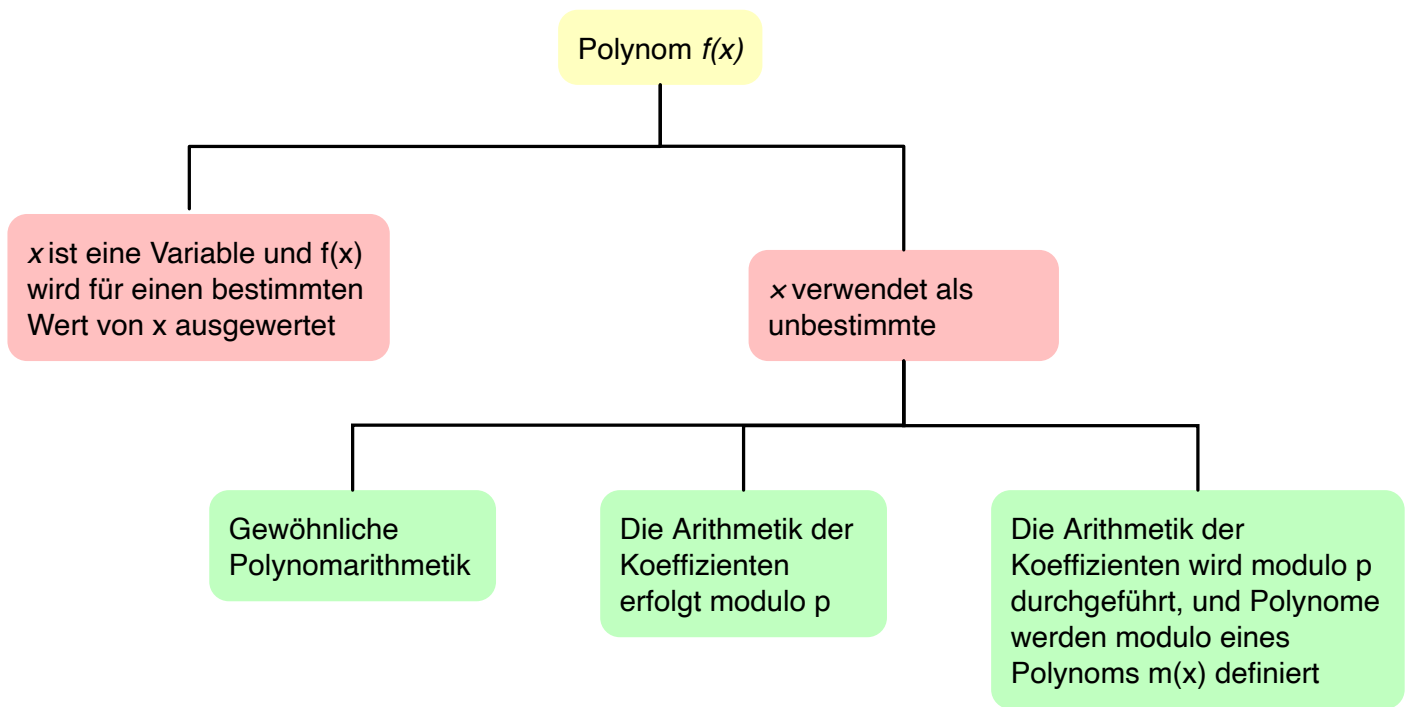 Polynom f(x)
x ist eine Variable und f(x)
wird für einen bestimmten
Wert von x ausgewertet
x verwendet als
unbestimmte
Gewöhnliche
Polynomarithmetik
Die Arithmetik der
Koeffizienten
erfolgt modulo p
Die Arithmetik der
Koeffizienten wird modulo p
durchgeführt, und Polynome
werden modulo eines
Polynoms m(x) definiert